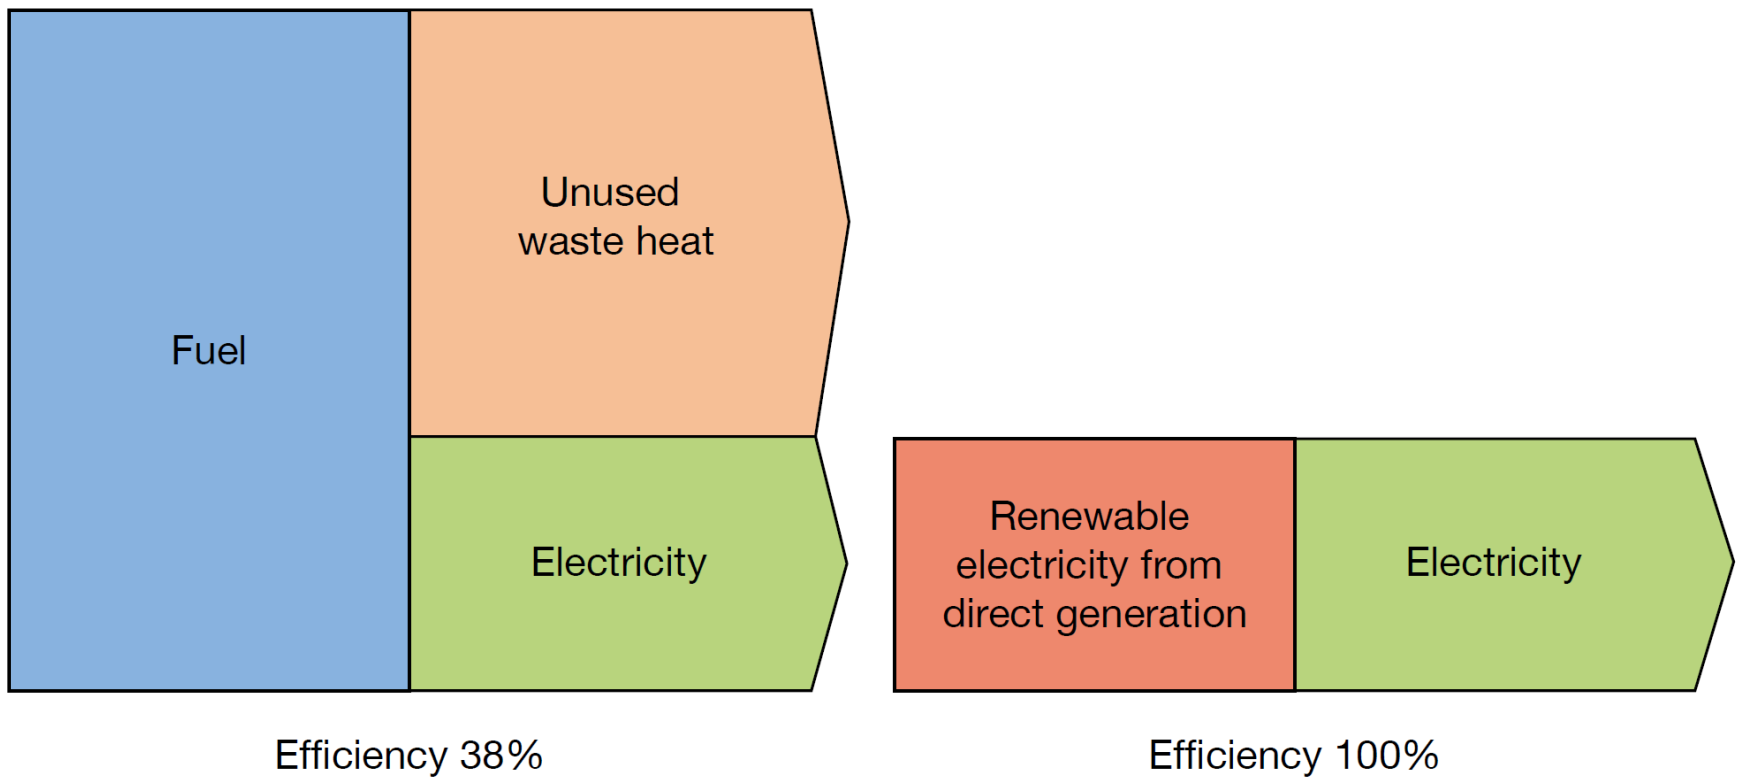 Fuel
Unused
waste heat
Electricity
Efficiency 38%
Renewable
electricity from
direct generation
Electricity
Efficiency 100%